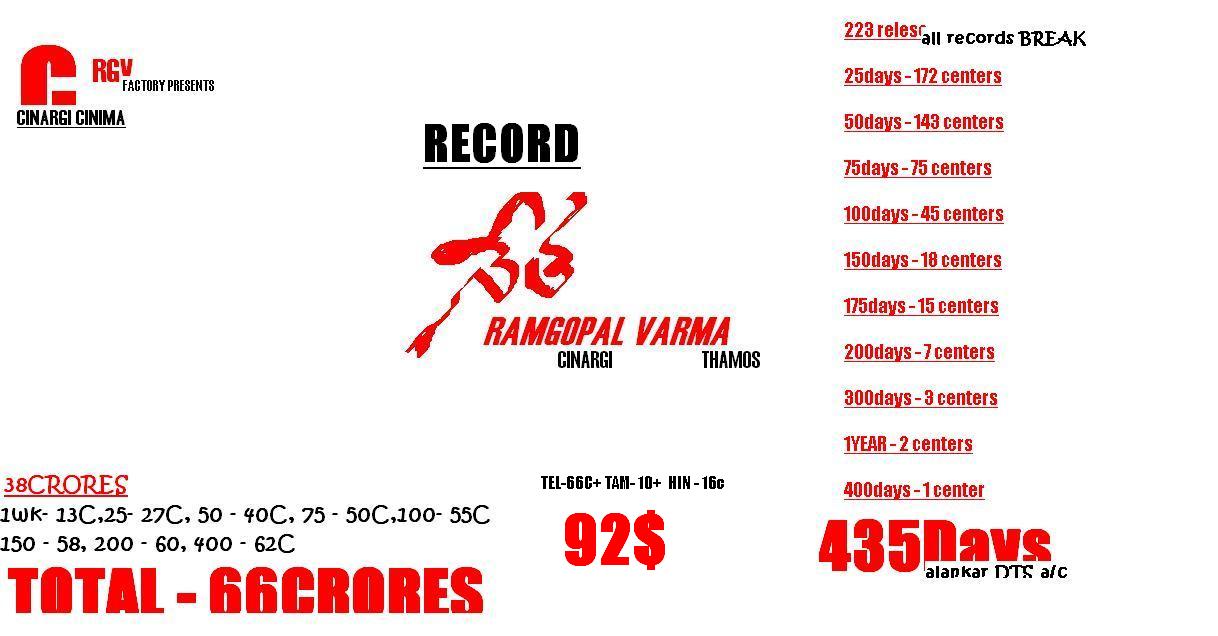 RGV
FACTORY PRESENTS
CINARGI CINIMA
RECORD
RAMGOPAL VARMA
CINARGI THAMOS
223 reles
all records BREAK
25days - 172 centers
50days - 143 centers
75days - 75 centers
100days - 45 centers
150days - 18 centers
175days - 15 centers
200days - 7 centers
300days - 3 centers
1YEAR - 2 centers
400days - 1 center
435Days
alankar DTS a/c
TEL-66C+ TAM- 10+ HIN - 16c
92$
38CRORES
1wk- 13C,25- 27C, 50 - 40C, 75 - 50C,100- 55C
150 - 58, 200 - 60, 400 - 62C
TOTAL - 66CRORES